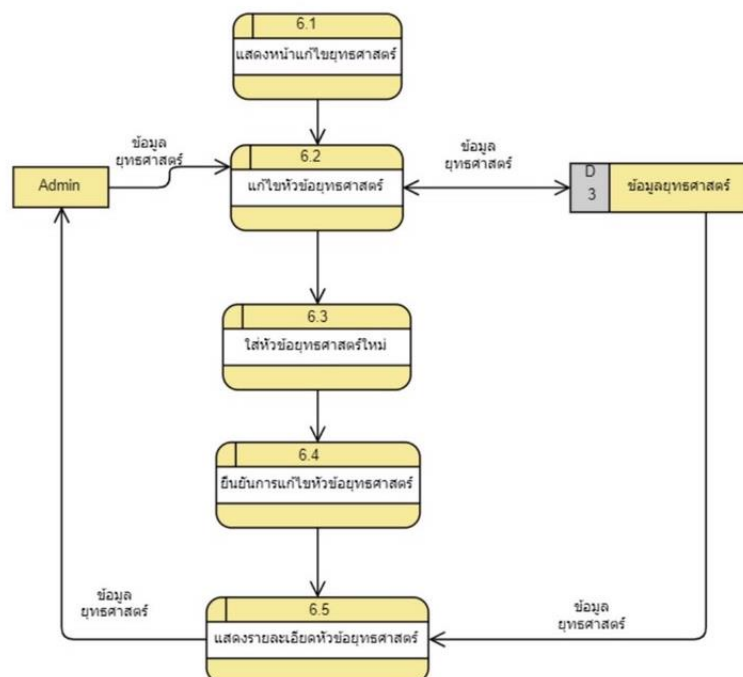 6.1
แสดงหน้าแก้ไขยุทธศาสตร์
ข้อมูล
ยุทธศาสตร์
Admin
6.2
แก้ไขหัวข้อยุทธศาสตร์
ข้อมูล
ยุทธศาสตร์
D
3
ข้อมูลยุทธศาสตร์
6.3
ใส่หัวข้อยุทธศาสตร์ใหม่
6.4
ยืนยันการแก้ไขหัวข้อยุทธศาสตร์
ข้อมูล
ยุทธศาสตร์
6.5
แสดงรายละเอียดหัวข้อยุทธศาสตร์
ข้อมูล
ยุทธศาสตร์